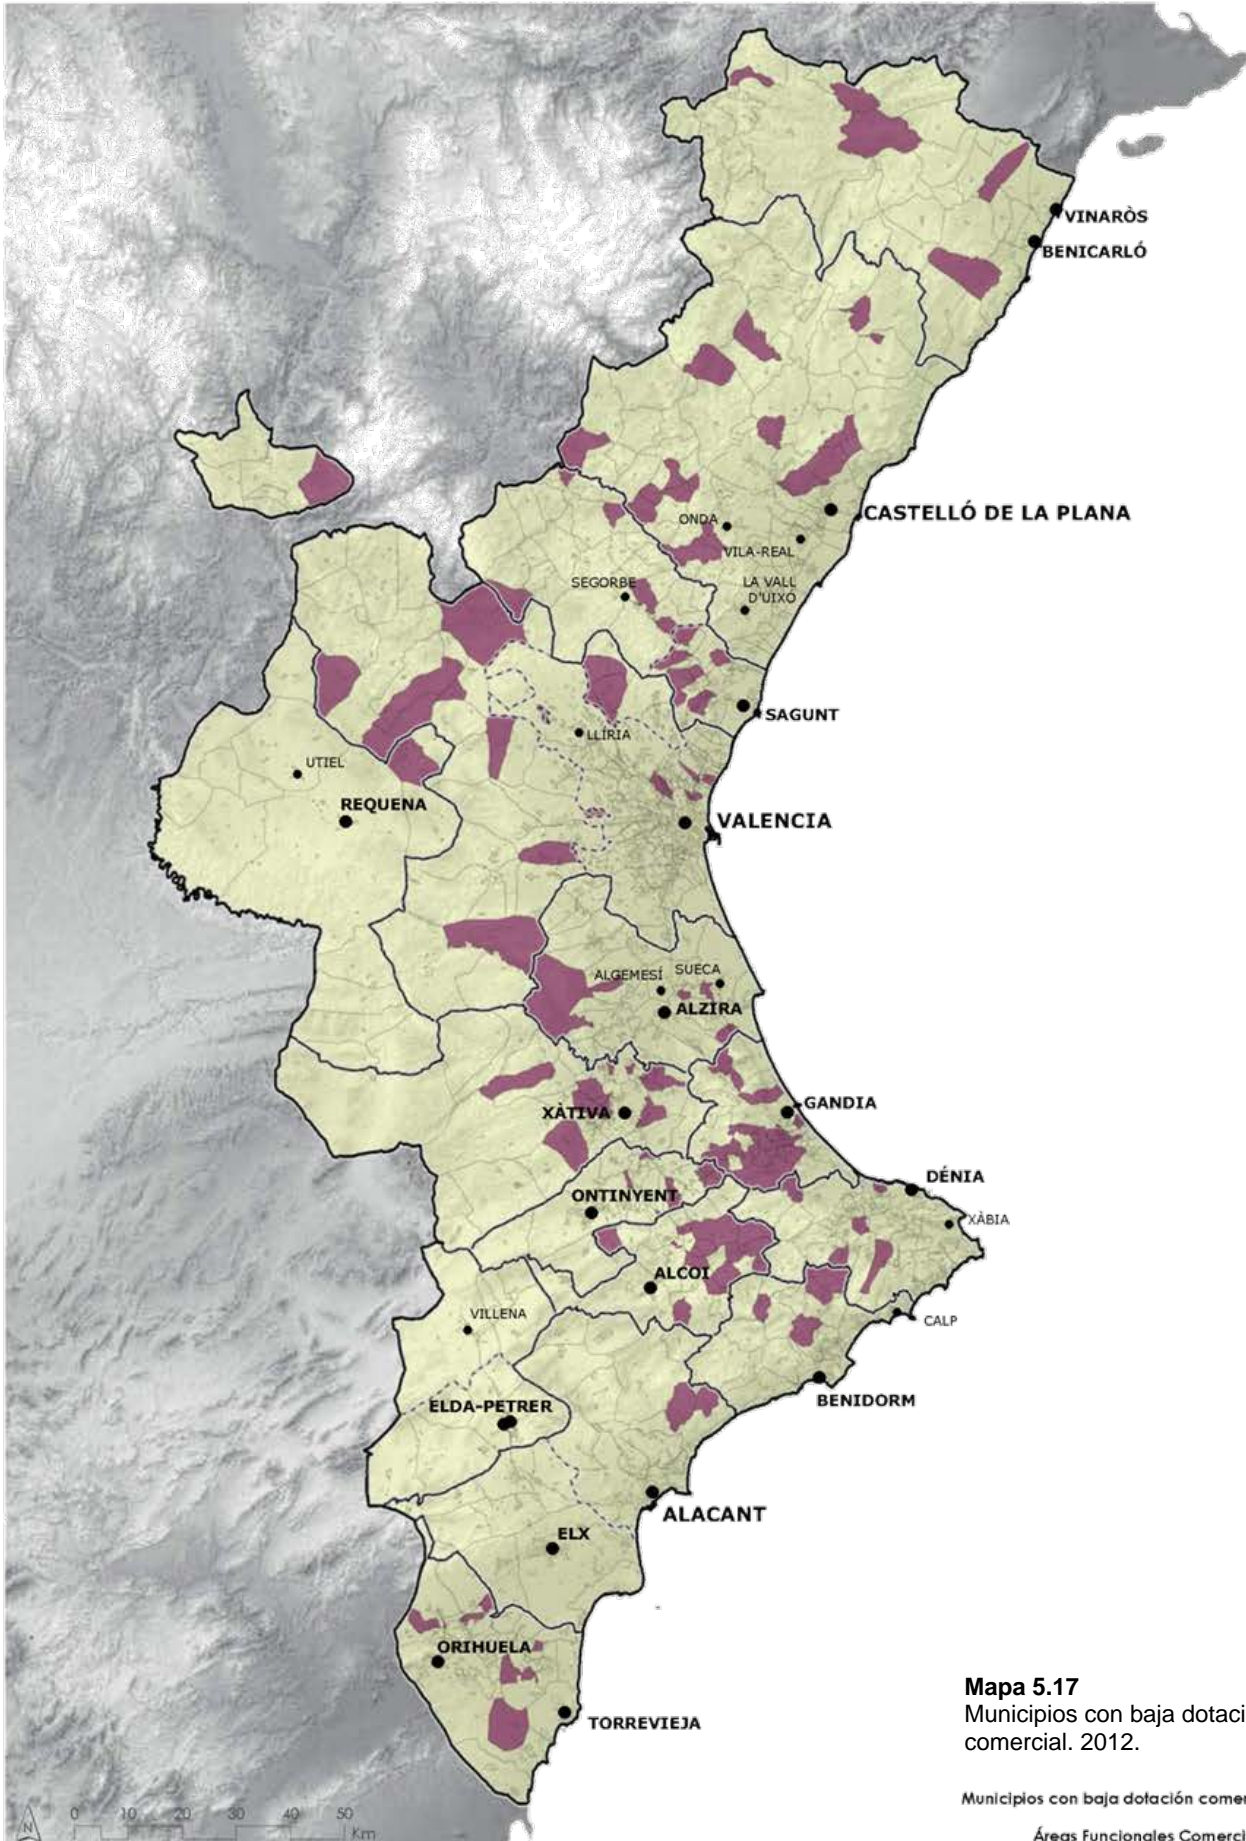 VINARÒS
BENICARLÓ
CASTELLÓ DE LA PLANA
ONDA
VILA-REAL
SEGORBE
LA VALL
D'UIXÓ
SAGUNT
LLÍRIA
UTIEL
REQUENA
VALENCIA
ALGEMESÍ
SUECA
ALZIRA
XÀTIVA
GANDIA
DÉNIA
ONTINYENT
XÀBIA
ALCOI
VILLENA
CALP
ELDA-PETRER
BENIDORM
ALACANT
ELX
ORIHUELA
TORREVIEJA
Mapa 5.17
Municipios con baja dotaci
comercial. 2012.
Municipios con baja dotación comer
Áreas Funcionales Comerci
N
0 10 20 30 40 50
Km